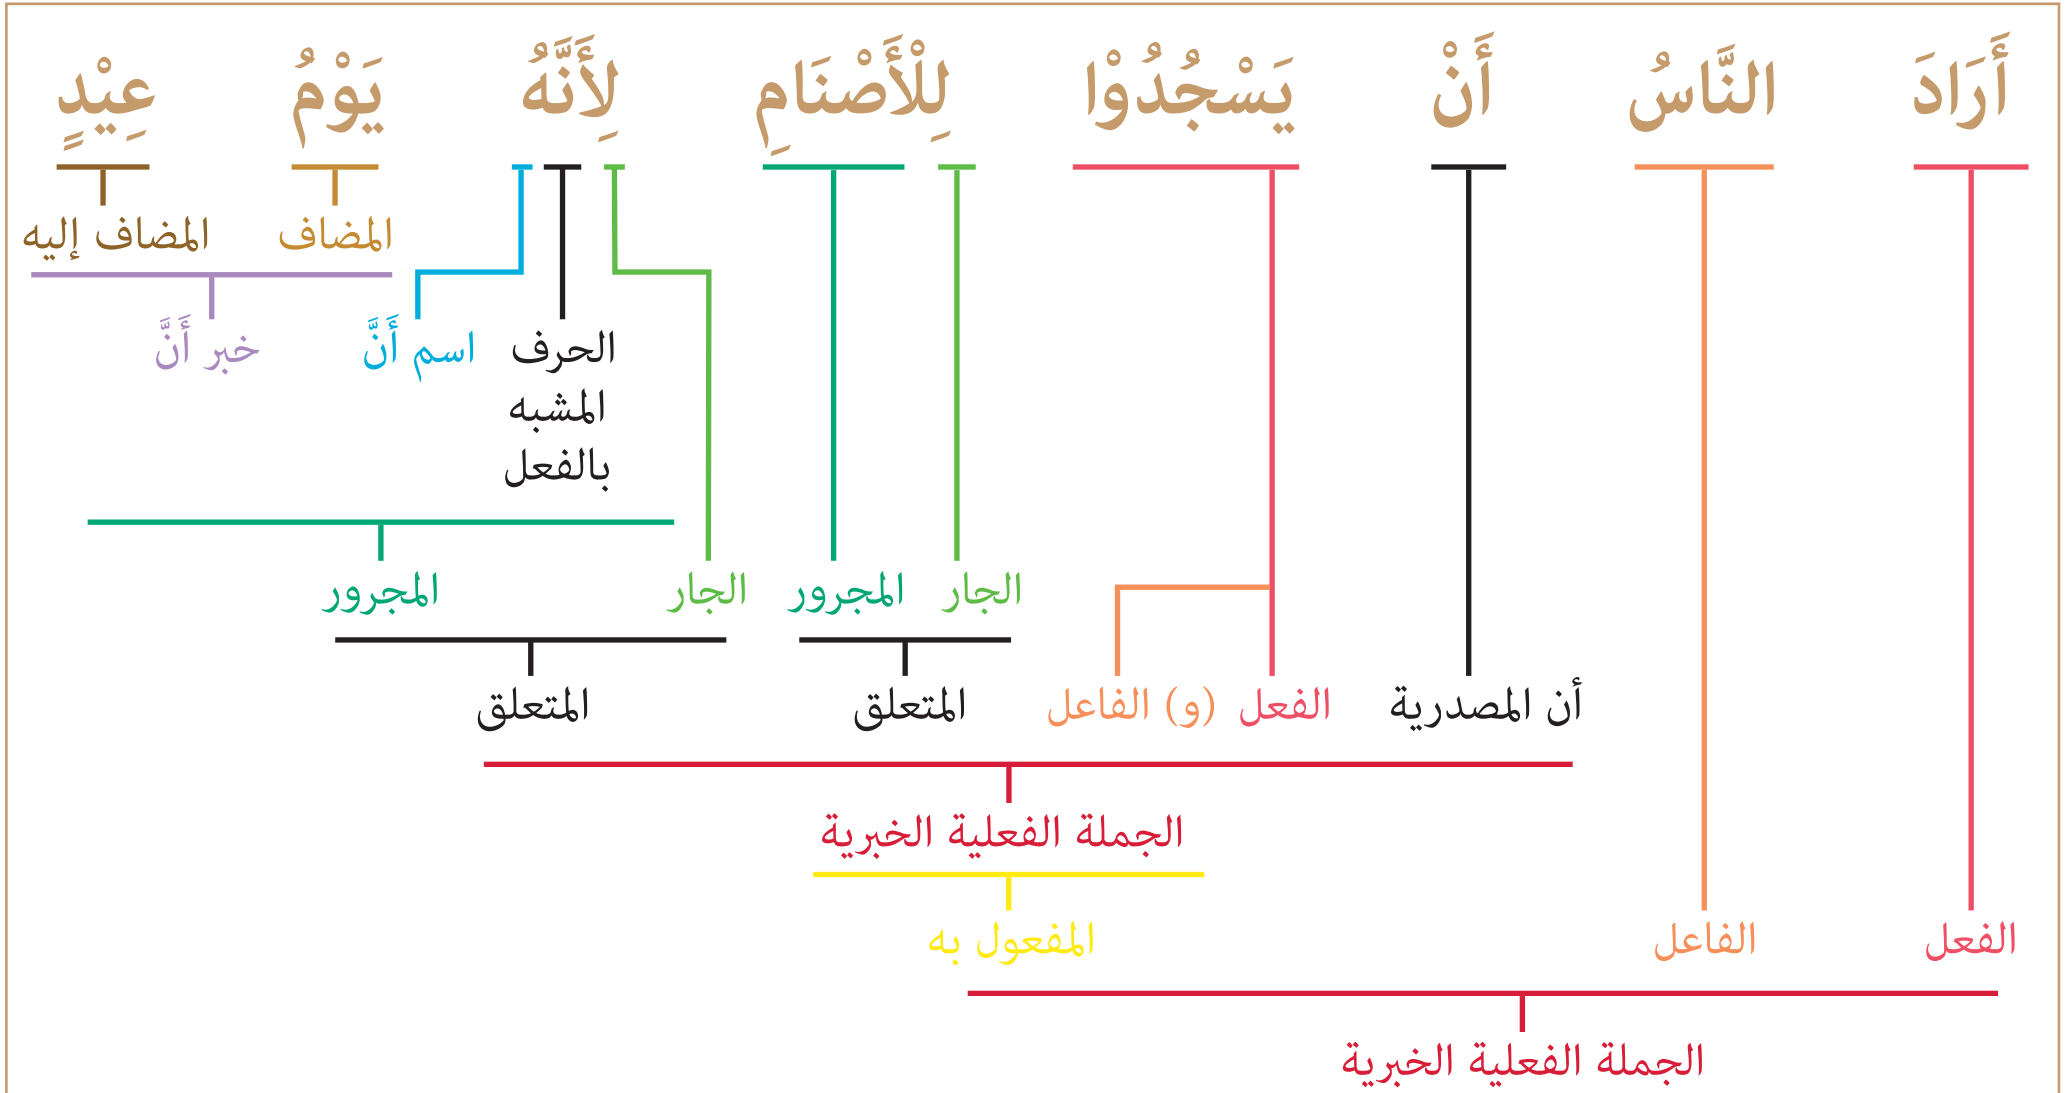 أَرَادَ النَّاسُ أَنْ يَسْجُدُوْا لِلْأَصْنَامِ لِأَنَّهُ يَوْمُ عِيْدٍ
المضاف المضاف إليه
الحرف اسم أَنَّ خبر أَنَّ
المشبه
بالفعل
الجار المجرور الجار المجرور
أن المصدرية الفعل (و) الفاعل المتعلق المتعلق
الجملة الفعلية الخبرية
الفعل الفاعل المفعول به
الجملة الفعلية الخبرية